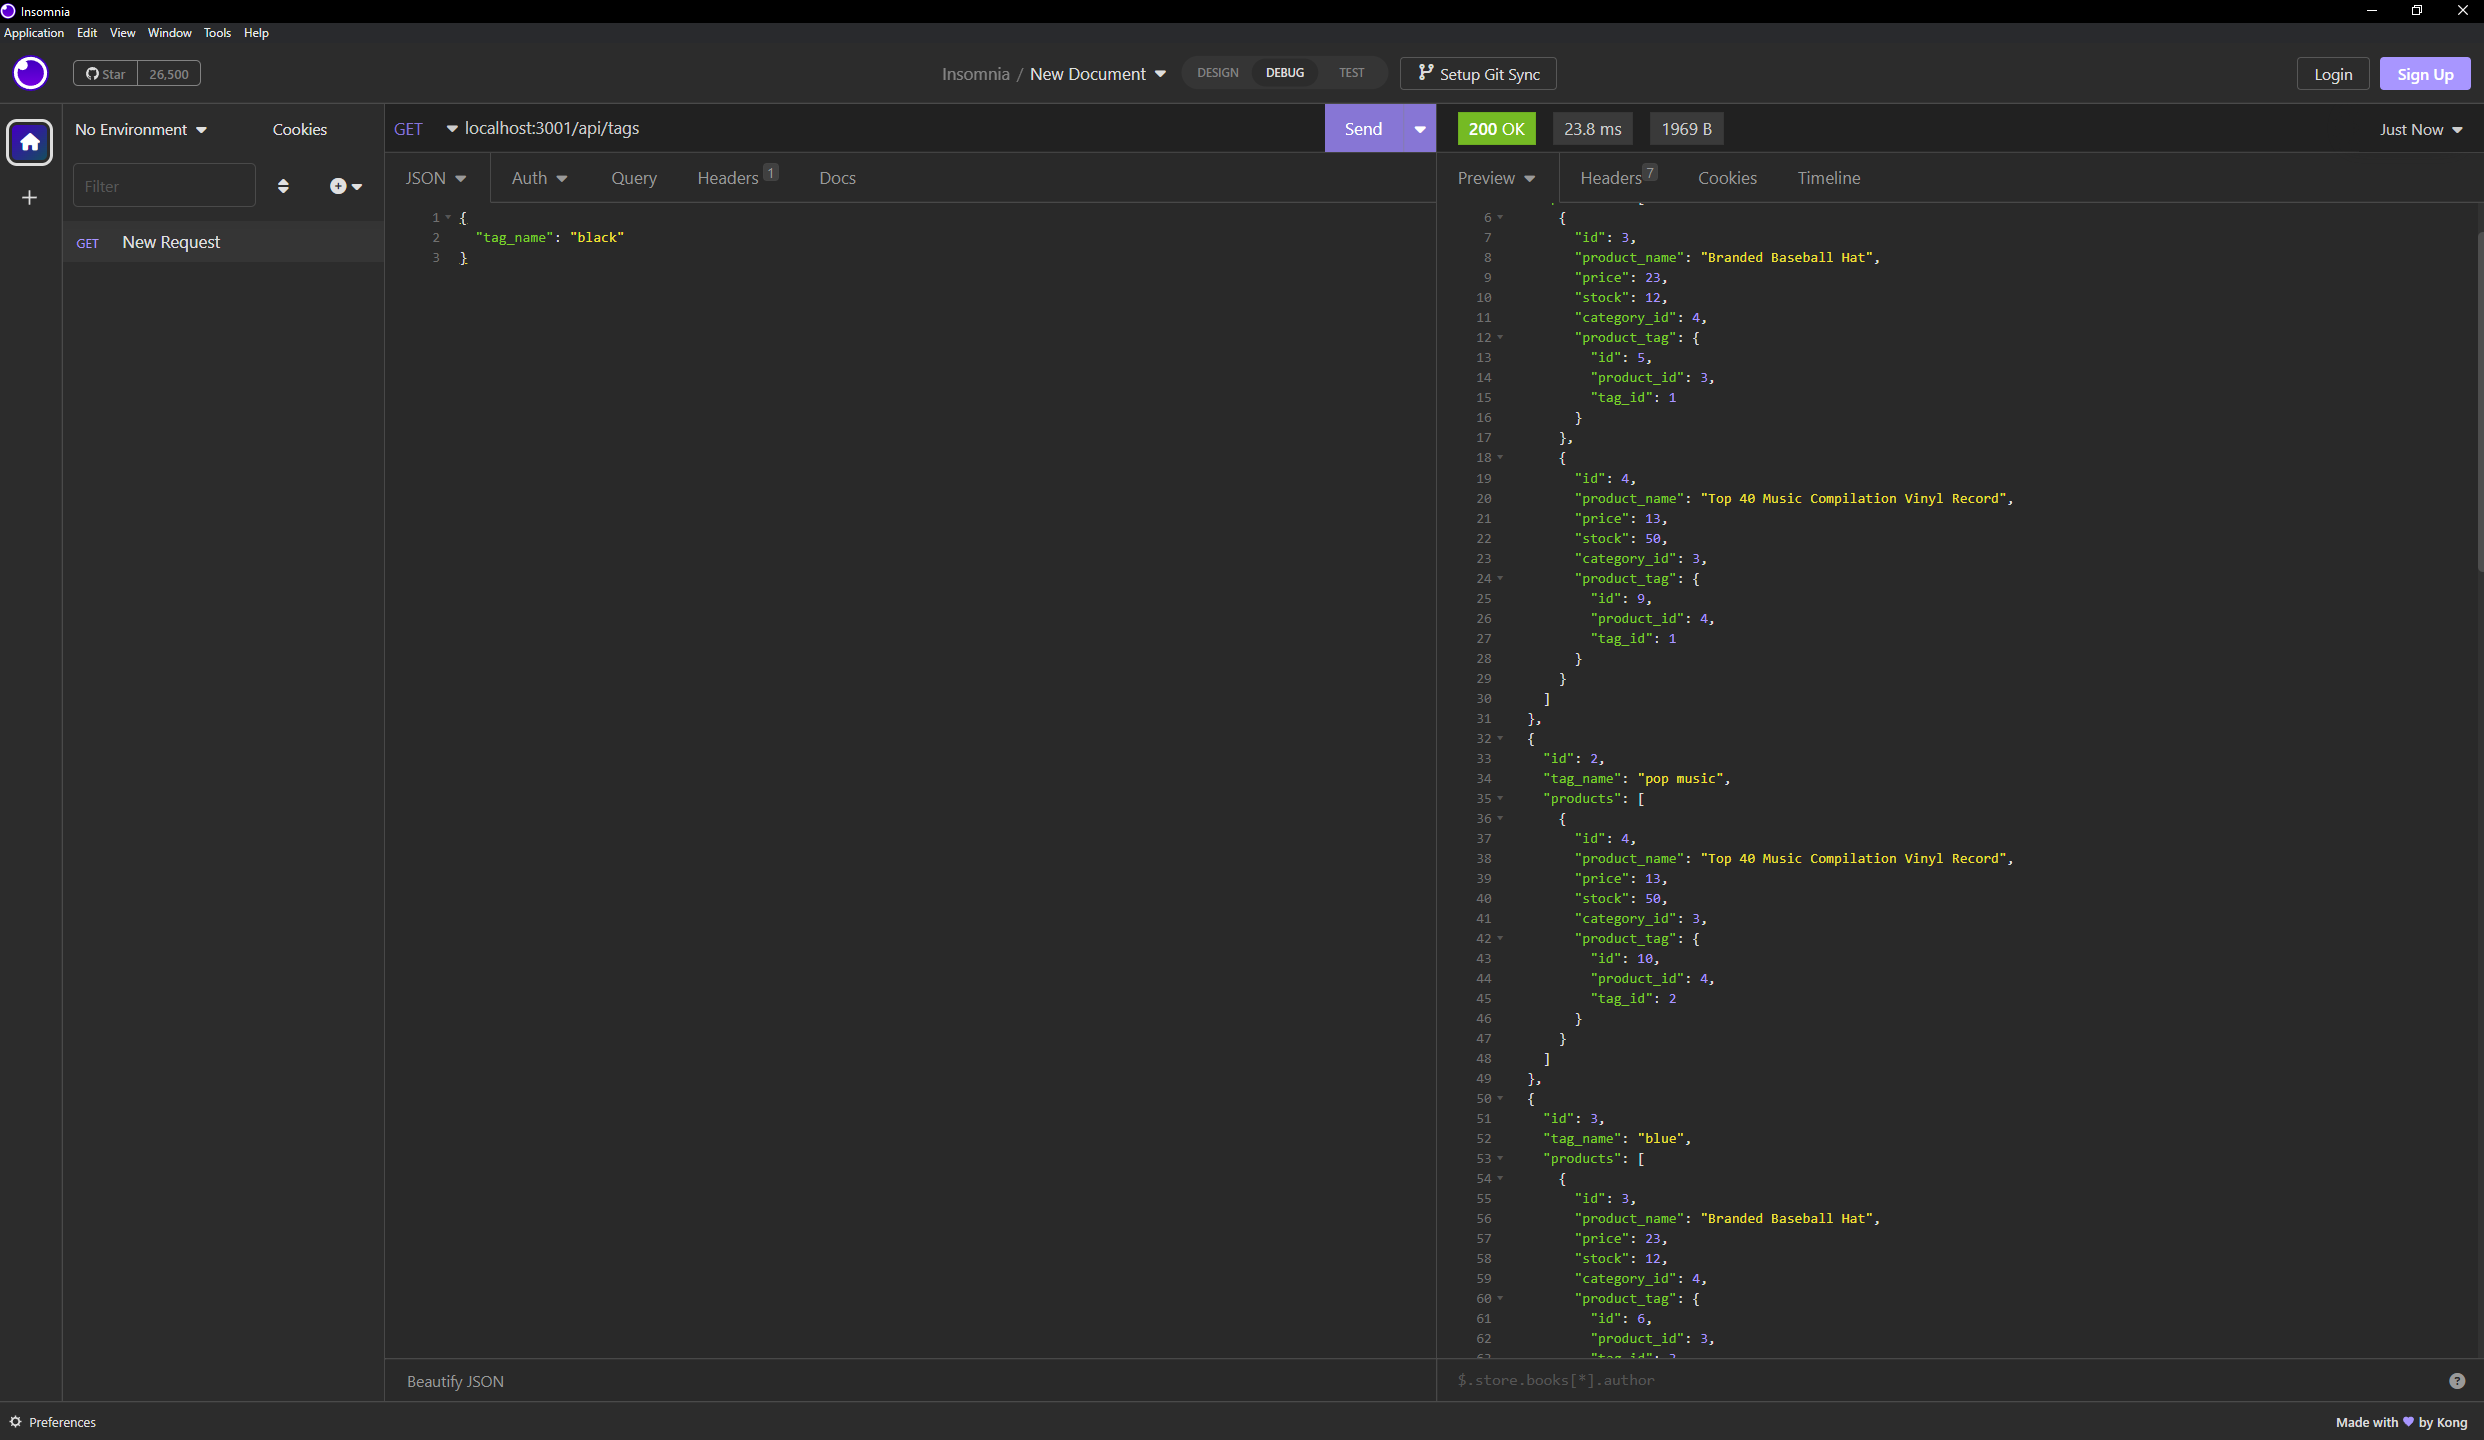 Insomnia
Application Edit View Window Tools Help
Star 26,500
Insomnia / New Document
DESIGN DEBUG TEST
Setup Git Sync
Login
Sign Up
No Environment
Cookies
Filter
GET New Request
GET localhost:3001/api/tags
Send
JSON Auth Query Headers 1 Docs
1 {
2 "tag_name": "black"
3 }
Beautify JSON
200 OK 23.8 ms 1969 B
Just Now
Preview Headers 7 Cookies Timeline
6 {
7 "id": 3,
8 "product_name": "Branded Baseball Hat",
9 "price": 23,
10 "stock": 12,
11 "category_id": 4,
12 "product_tag": {
13 "id": 5,
14 "product_id": 3,
15 "tag_id": 1
16 }
17 },
18 {
19 "id": 4,
20 "product_name": "Top 40 Music Compilation Vinyl Record",
21 "price": 13,
22 "stock": 50,
23 "category_id": 3,
24 "product_tag": {
25 "id": 9,
26 "product_id": 4,
27 "tag_id": 1
28 }
29 }
30 ]
31 },
32 {
33 "id": 2,
34 "tag_name": "pop music",
35 "products": [
36 {
37 "id": 4,
38 "product_name": "Top 40 Music Compilation Vinyl Record",
39 "price": 13,
40 "stock": 50,
41 "category_id": 3,
42 "product_tag": {
43 "id": 10,
44 "product_id": 4,
45 "tag_id": 2
46 }
47 }
48 ]
49 },
50 {
51 "id": 3,
52 "tag_name": "blue",
53 "products": [
54 {
55 "id": 3,
56 "product_name": "Branded Baseball Hat",
57 "price": 23,
58 "stock": 12,
59 "category_id": 4,
60 "product_tag": {
61 "id": 6,
62 "product_id": 3,
$.store.books[*].author
Preferences
Made with ♥ by Kong